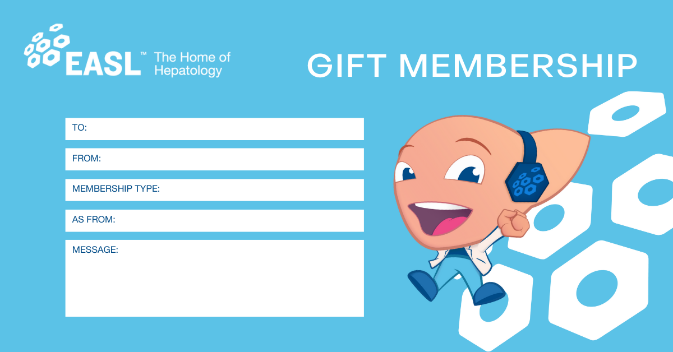 EASL™ The Home of
Hepatology
GIFT MEMBERSHIP
TO:
FROM:
MEMBERSHIP TYPE:
AS FROM:
MESSAGE: